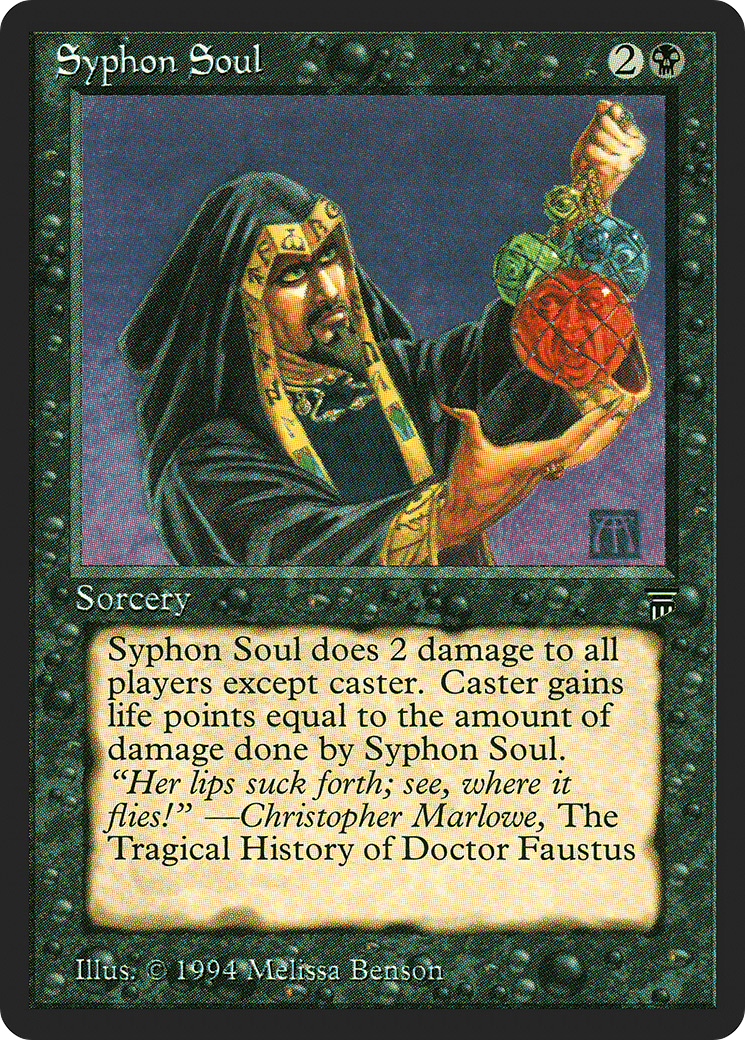 Syphon Soul 2
Sorcery
Syphon Soul does 2 damage to all
players except caster. Caster gains
life points equal to the amount of
damage done by Syphon Soul.
“Her lips suck forth; see, where it
flies!” —Christopher Marlowe, The
Tragical History of Doctor Faustus
Illus. © 1994 Melissa Benson